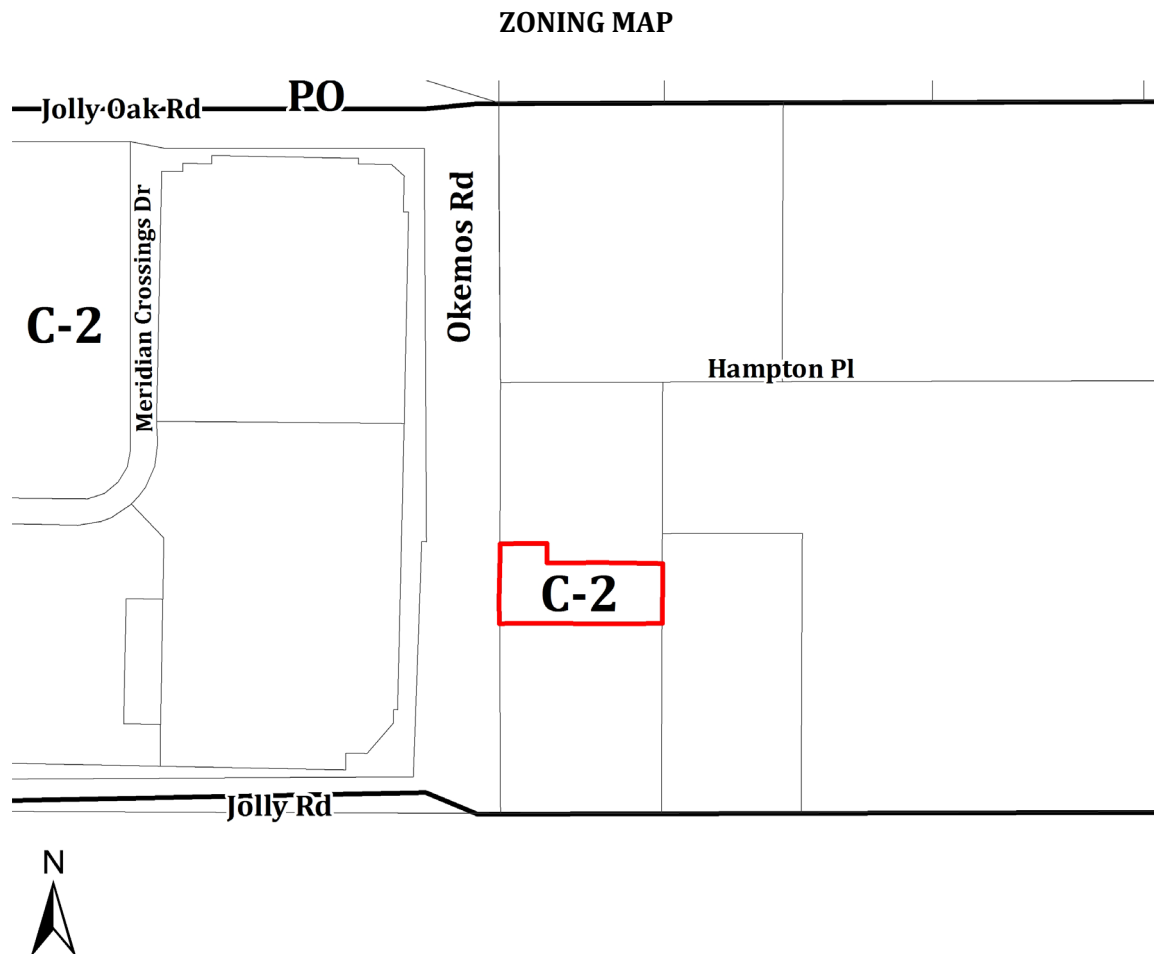 ZONING MAP
PO
Jolly Oak Rd
Meridian Crossings Dr
Okemos Rd
C-2
Hampton Pl
C-2
Jolly Rd
N